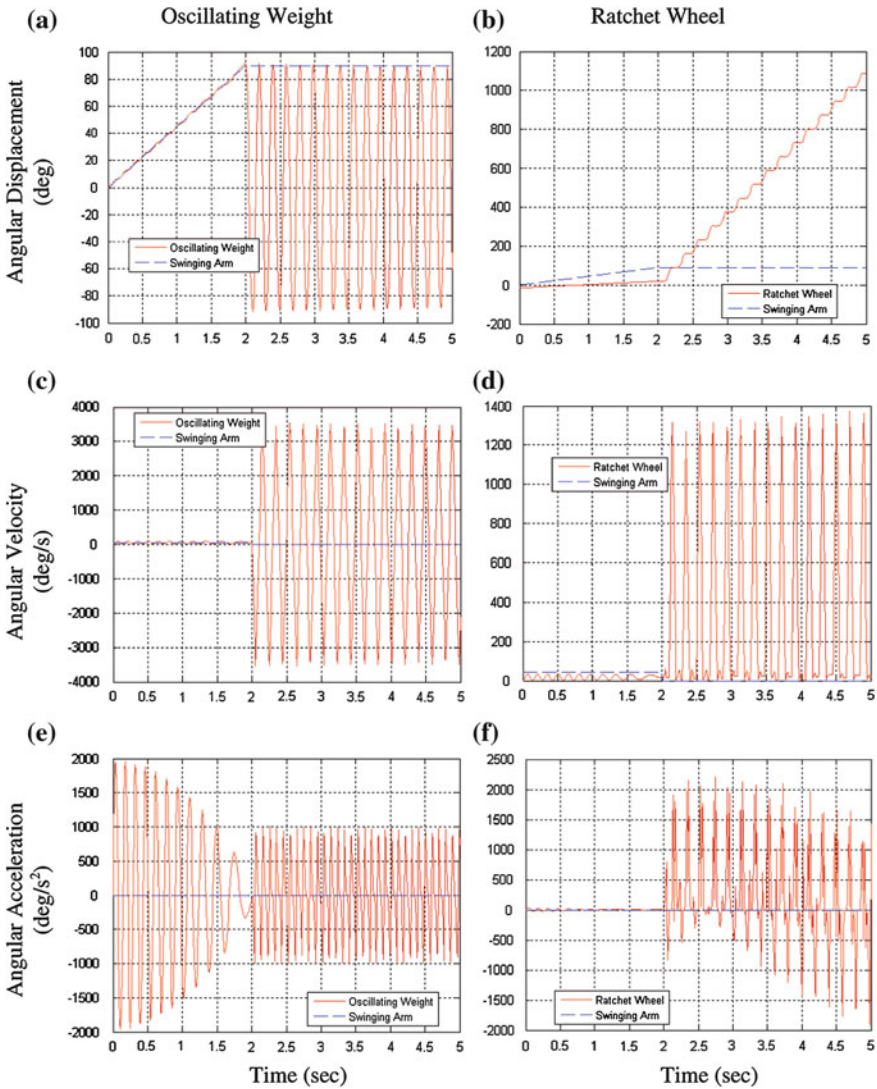 (a) Oscillating Weight
(b) Ratchet Wheel
Angular Displacement
(deg)
100
80
60
40
20
0
-20
-40
-60
-80
-100
Oscillating Weight
Swinging Arm
0 0.5 1 1.5 2 2.5 3 3.5 4 4.5 5
1200
1000
800
600
400
200
0
-200
Ratchet Wheel
Swinging Arm
0 0.5 1 1.5 2 2.5 3 3.5 4 4.5 5
(c)
Angular Velocity
(deg/s)
4000
3000
2000
1000
0
-1000
-2000
-3000
-4000
Oscillating Weight
Swinging Arm
0 0.5 1 1.5 2 2.5 3 3.5 4 4.5 5
(d)
1400
1200
1000
800
600
400
200
0
Ratchet Wheel
Swinging Arm
0 0.5 1 1.5 2 2.5 3 3.5 4 4.5 5
(e)
Angular Acceleration
(deg/s²)
2000
1500
1000
500
0
-500
-1000
-1500
-2000
Oscillating Weight
Swinging Arm
0 0.5 1 1.5 2 2.5 3 3.5 4 4.5 5
Time (sec)
(f)
2500
2000
1500
1000
500
0
-500
-1000
-1500
-2000
Ratchet Wheel
Swinging Arm
0 0.5 1 1.5 2 2.5 3 3.5 4 4.5 5
Time (sec)